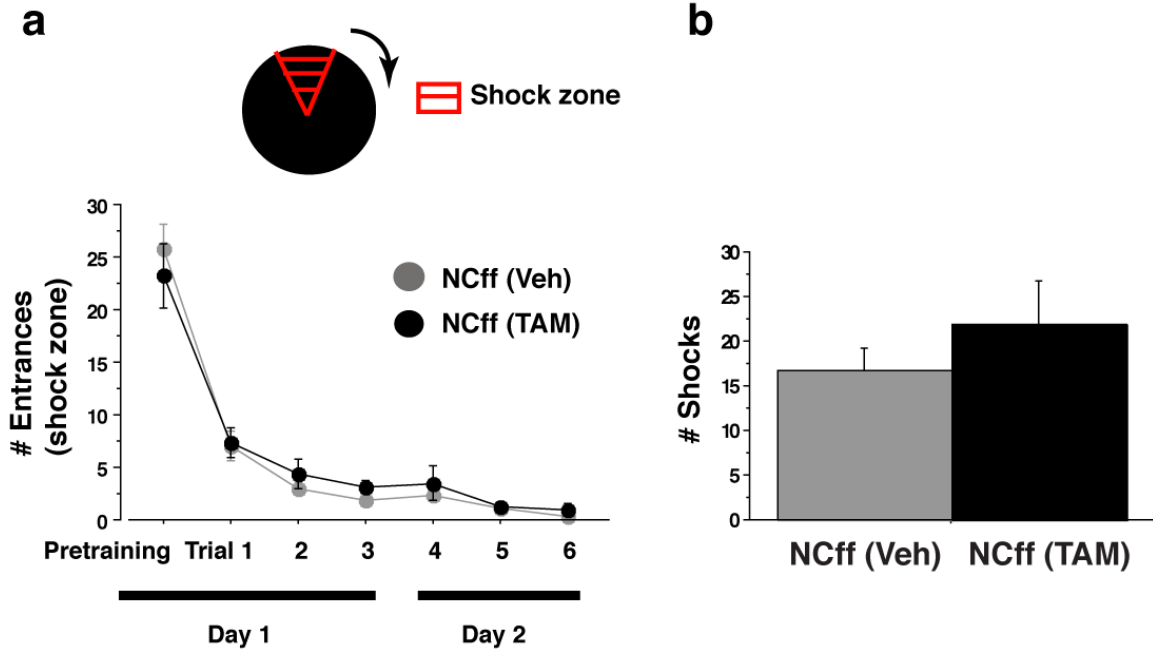 a
Shock zone
30
25
20
15
10
5
0
# Entrances
(shock zone)
NCff (Veh)
NCff (TAM)
Pretraining Trial 1 2 3 4 5 6
Day 1 Day 2
b
30
25
20
15
10
5
0
# Shocks
NCff (Veh) NCff (TAM)